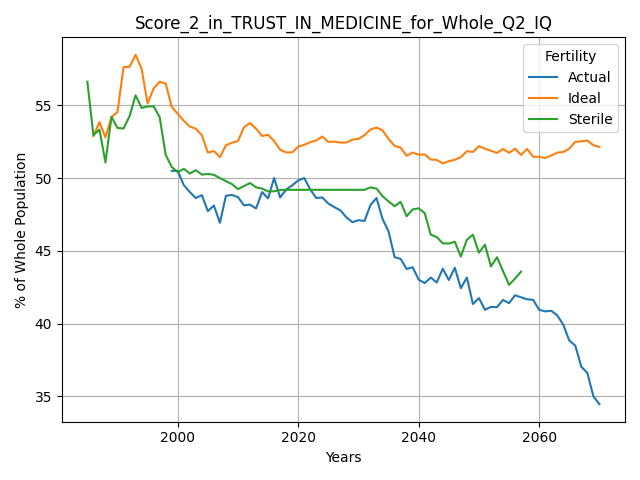 Score_2_in_TRUST_IN_MEDICINE_for_Whole_Q2_IQ
Fertility
Actual
Ideal
Sterile
% of Whole Population
55
50
45
40
35
2000
2020
2040
2060
Years